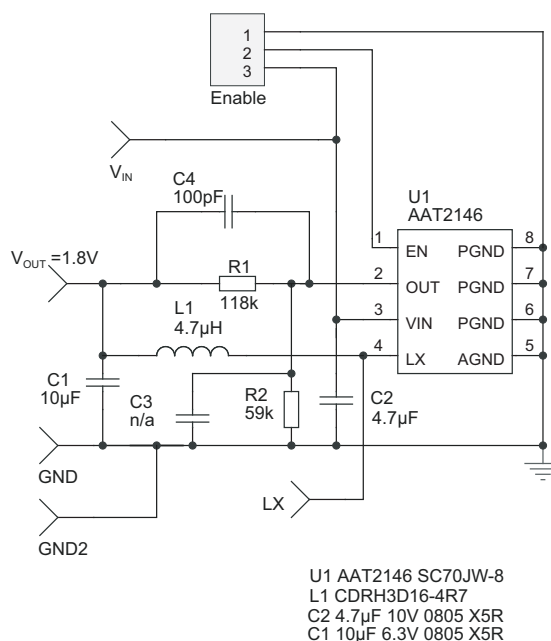 1
2
3
Enable
V_IN
C4
100pF
U1
AAT2146
V_OUT =1.8V
R1
118k
1 EN PGND 8
2 OUT PGND 7
3 VIN PGND 6
4 LX AGND 5
L1
4.7µH
C1
10µF
C3
n/a
R2
59k
C2
4.7µF
GND
LX
GND2
U1 AAT2146 SC70JW-8
L1 CDRH3D16-4R7
C2 4.7µF 10V 0805 X5R
C1 10µF 6.3V 0805 X5R